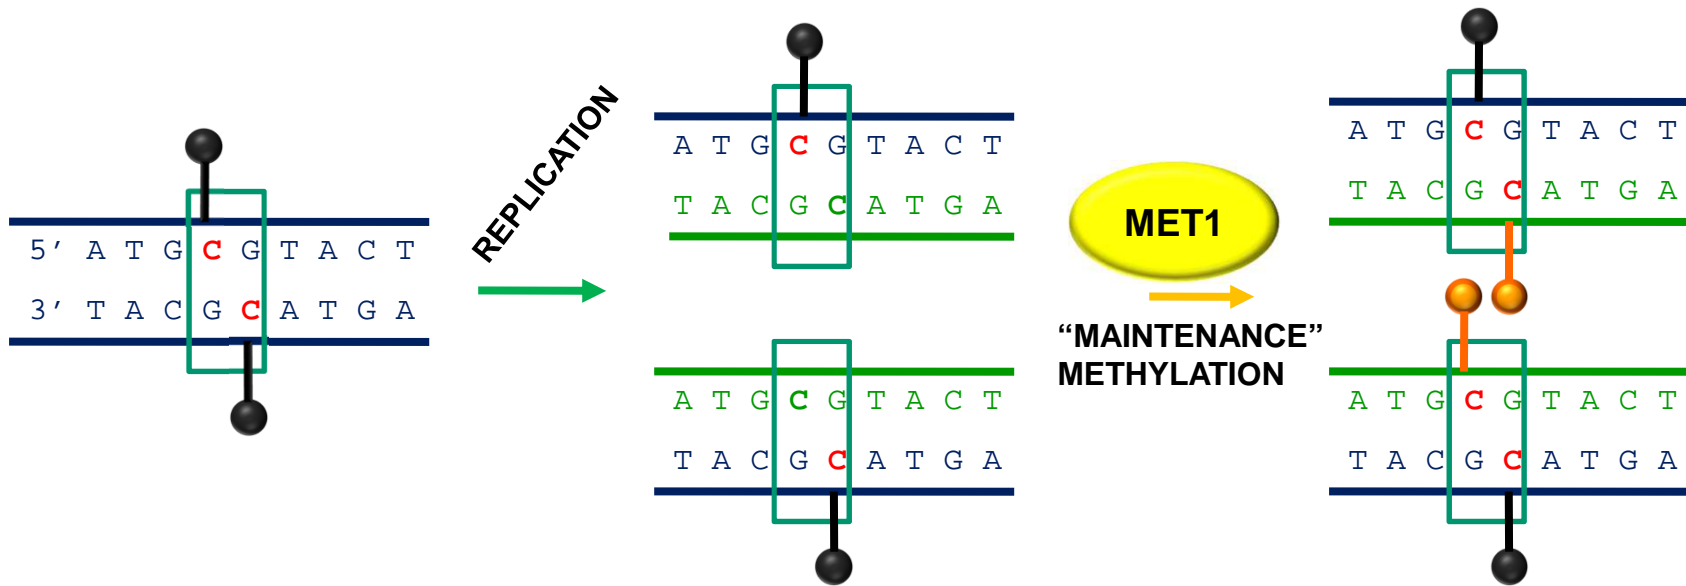 5’ A T G C G T A C T
3’ T A C G C A T G A
REPLICATION
A T G C G T A C T
T A C G C A T G A
A T G C G T A C T
T A C G C A T G A
MET1
“MAINTENANCE”
METHYLATION
A T G C G T A C T
T A C G C A T G A
A T G C G T A C T
T A C G C A T G A